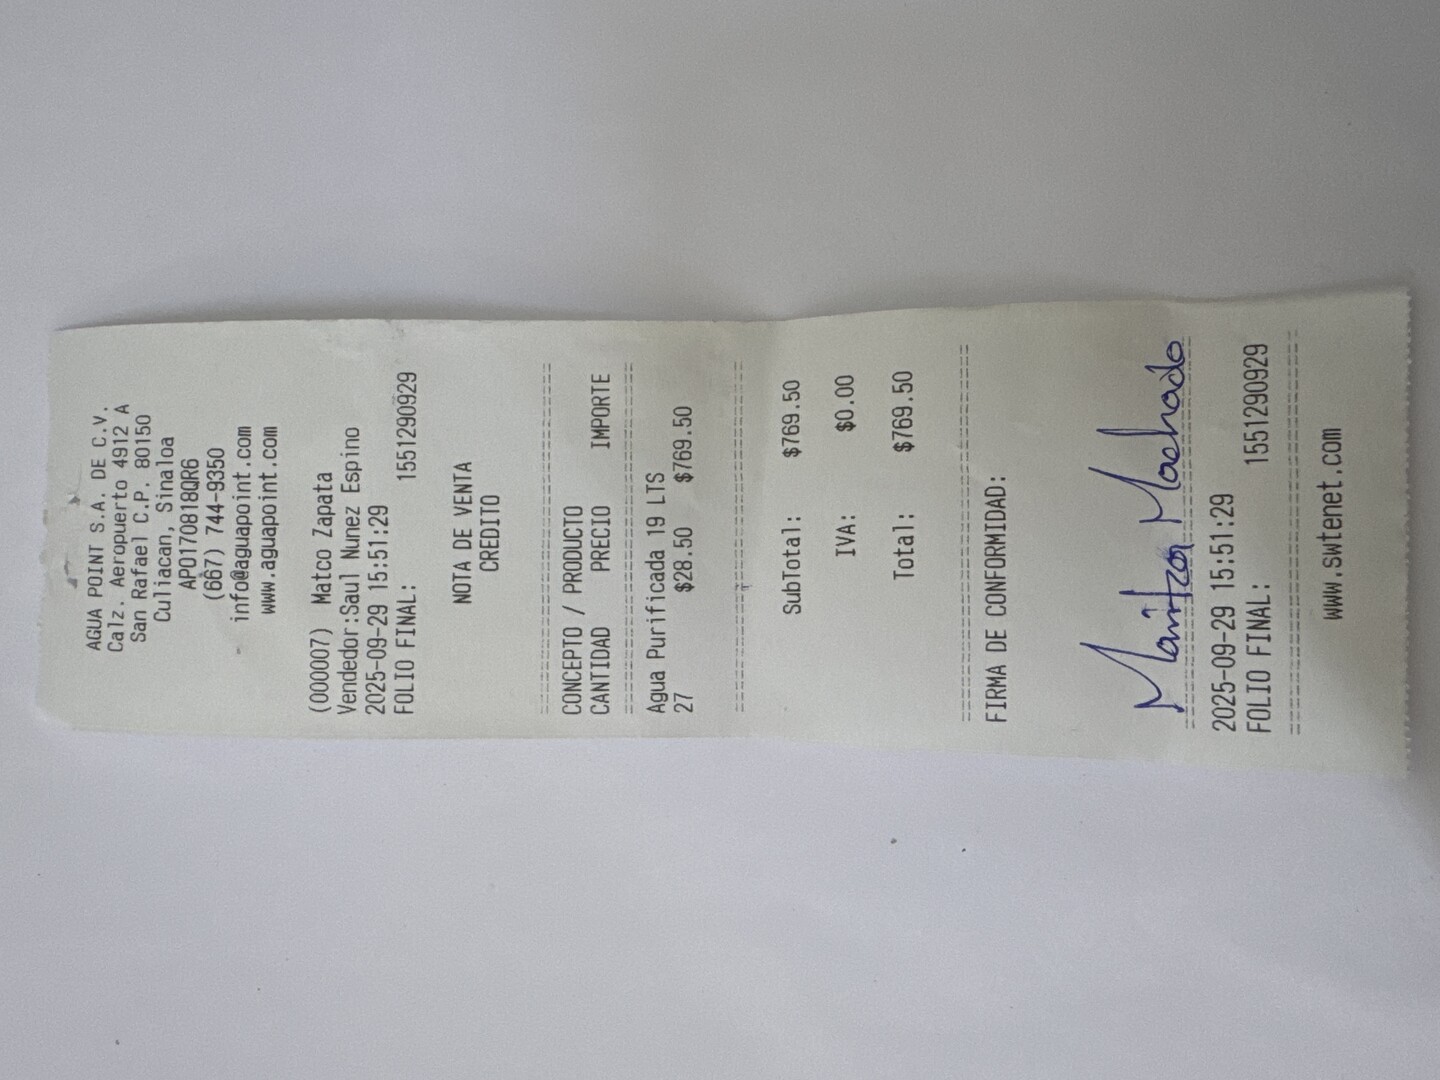 AGUA POINT S.A. DE C.V.
Calz. Aeropuerto 4912 A
San Rafael C.P. 80150
Culiacan, Sinaloa
APO170818QR6
(667) 744-9350
info@aguapoint.com
www.aguapoint.com
(000007) Matco Zapata
Vendedor:Saul Nunez Espino
2025-09-29 15:51:29
FOLIO FINAL: 1551290929
NOTA DE VENTA
CREDITO
==========================
CONCEPTO / PRODUCTO
CANTIDAD PRECIO IMPORTE
==========================
Agua Purificada 19 LTS
27 $28.50 $769.50
==========================
SubTotal: $769.50
IVA: $0.00
Total: $769.50
==========================
FIRMA DE CONFORMIDAD:
Maritza Machado
==========================
2025-09-29 15:51:29
FOLIO FINAL: 1551290929
==========================
www.swtenet.com